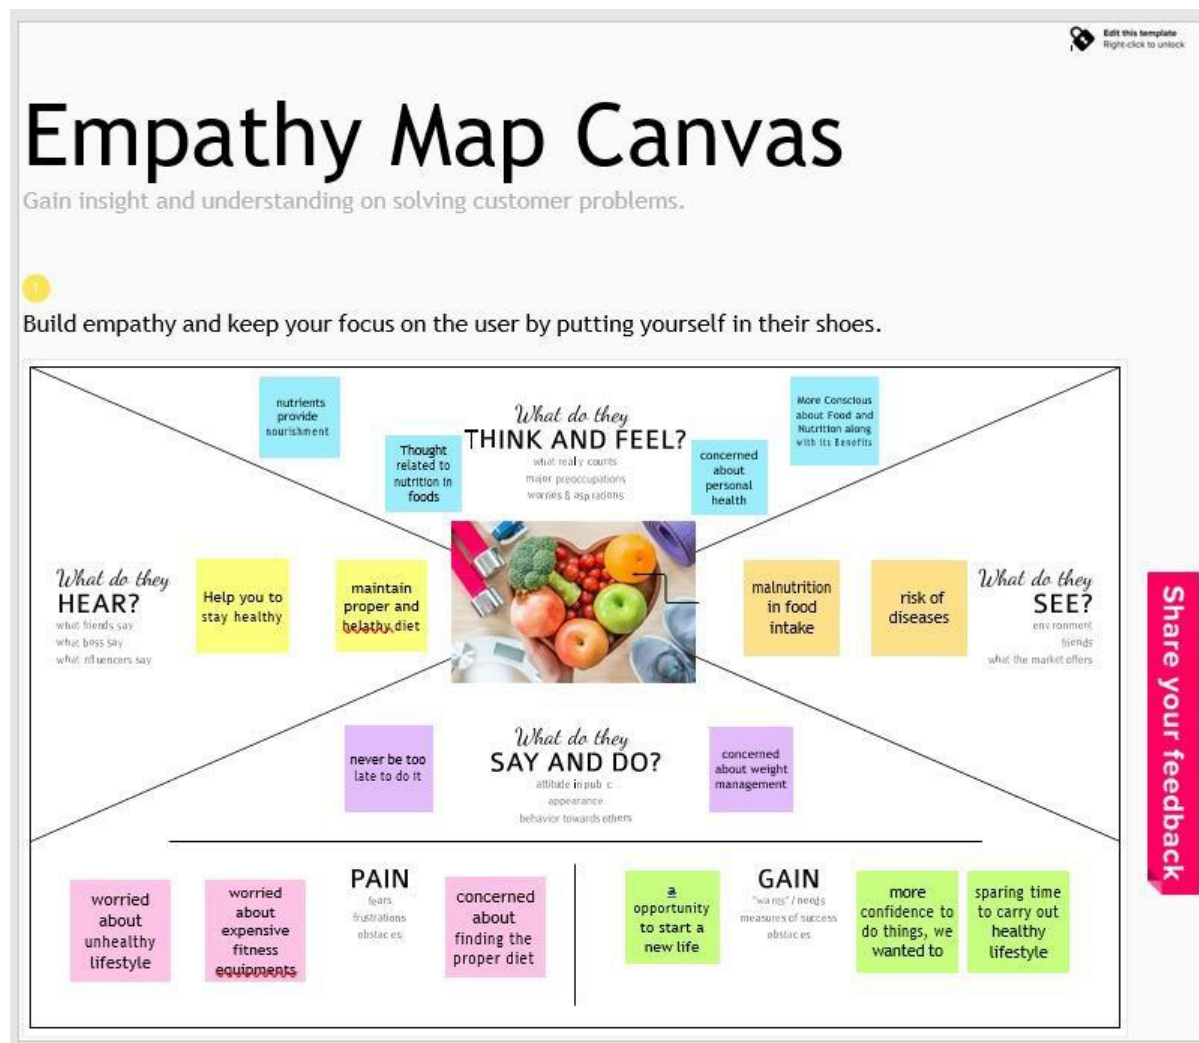 Edit this template
Right-click to unlock
Empathy Map Canvas
Gain insight and understanding on solving customer problems.
1
Build empathy and keep your focus on the user by putting yourself in their shoes.
nutrients
provide
nourishment
Thought
related to
nutrition in
foods
What do they
THINK AND FEEL?
what really counts
major preoccupations
worries & aspirations
concerned
about
personal
health
More Conscious
about Food and
Nutrition along
with its Benefits
What do they
HEAR?
what friends say
what boss say
what influencers say
Help you to
stay healthy
maintain
proper and
helathy diet
malnutrition
in food
intake
risk of
diseases
What do they
SEE?
environment
friends
what the market offers
never be too
late to do it
What do they
SAY AND DO?
attitude in public
appearance
behavior towards others
concerned
about weight
management
worried
about
unhealthy
lifestyle
worried
about
expensive
fitness
equipments
PAIN
fears
frustrations
obstacles
concerned
about
finding the
proper diet
a
opportunity
to start a
new life
GAIN
"wants" / needs
measures of success
obstacles
more
confidence to
do things, we
wanted to
sparing time
to carry out
healthy
lifestyle
Share your feedback